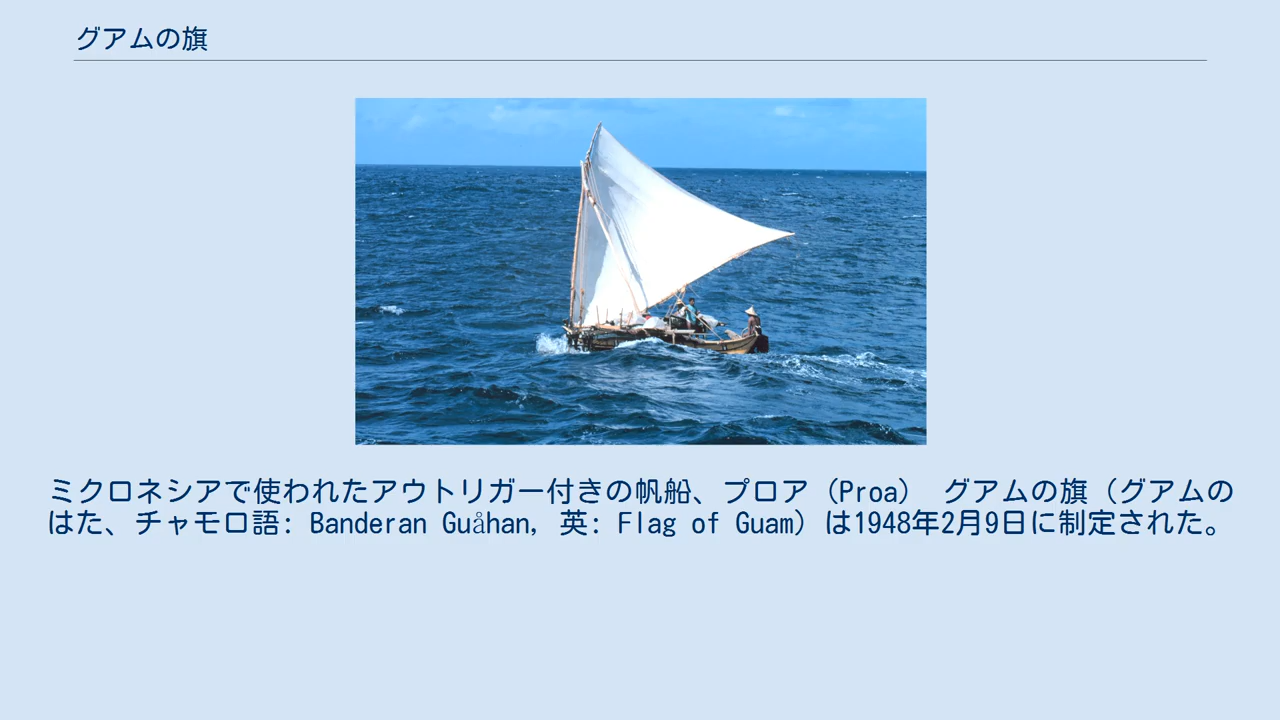 グアムの旗
ミクロネシアで使われたアウトリガー付きの帆船、プロア（Proa） グアムの旗（グアムの
はた、チャモロ語: Banderan Guåhan, 英: Flag of Guam）は1948年2月9日に制定された。